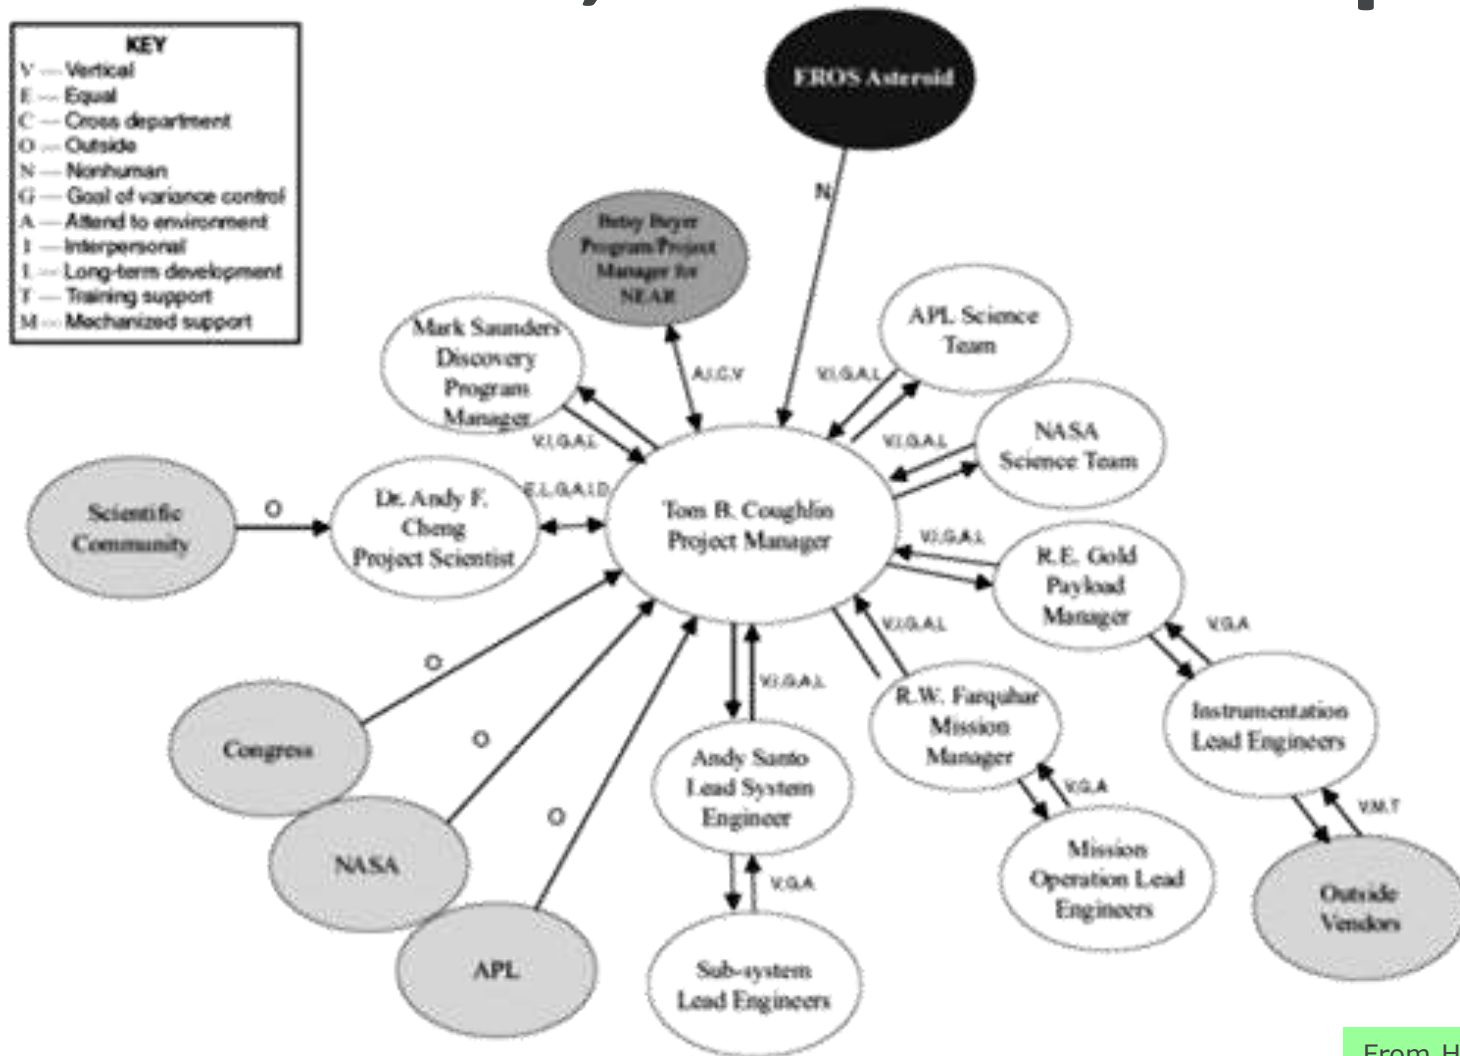 KEY
V — Vertical
E — Equal
C — Cross department
O — Outside
N — Nonhuman
G — Goal of variance control
A — Attend to environment
I — Interpersonal
L — Long-term development
T — Training support
M — Mechanized support
EROS Asteroid
N
Betsy Beyer
Program/Project
Manager for
NEAR
A,I,C,V
Mark Saunders
Discovery
Program
Manager
V,I,G,A,L
APL Science
Team
V,I,G,A,L
NASA
Science Team
V,I,G,A,L
Scientific
Community
O
Dr. Andy F.
Cheng
Project Scientist
E,L,G,A,I,D
Tom B. Coughlin
Project Manager
V,I,G,A,L
R.E. Gold
Payload
Manager
V,G,A
Instrumentation
Lead Engineers
V,M,T
Outside
Vendors
Congress
O
NASA
O
APL
O
V,I,G,A,L
Andy Santo
Lead System
Engineer
V,G,A
Sub-system
Lead Engineers
V,I,G,A,L
R.W. Farquhar
Mission
Manager
V,G,A
Mission
Operation Lead
Engineers
From